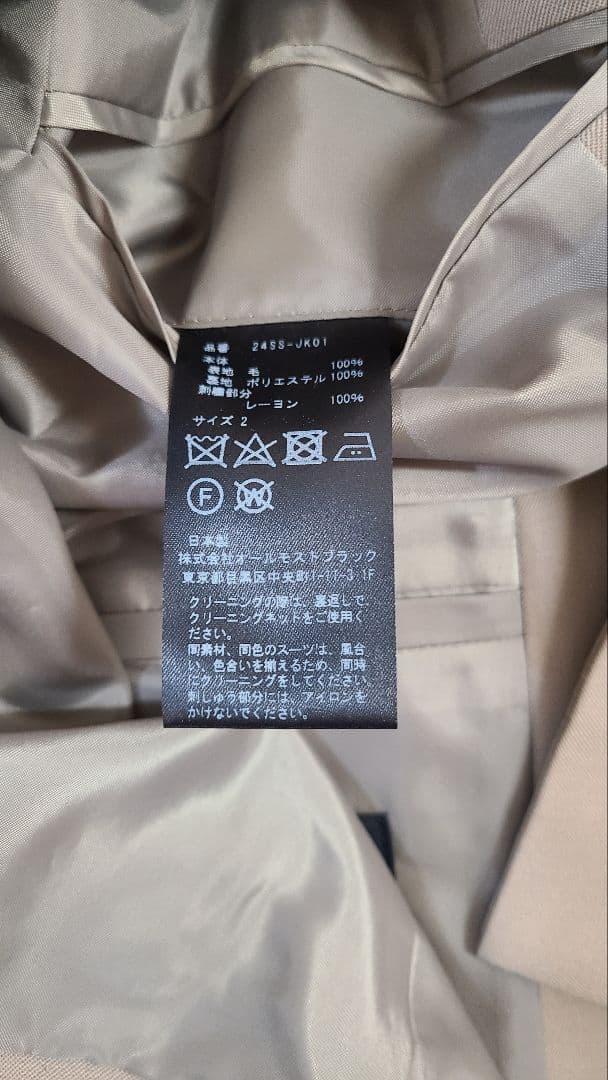 品番 24SS-JK01
本体
表地 毛 100%
裏地 ポリエステル 100%
刺繍部分
レーヨン 100%
サイズ 2
F W
日本製
株式会社オールモストブラック
東京都目黒区中央町1-11-3 1F
クリーニングの際は、裏返しで、
クリーニングネットをご使用く
ださい。
同素材、同色のスーツは、風合
い、色合いを揃えるため、同時
にクリーニングをしてください。
刺しゅう部分には、アイロンを
かけないでください。